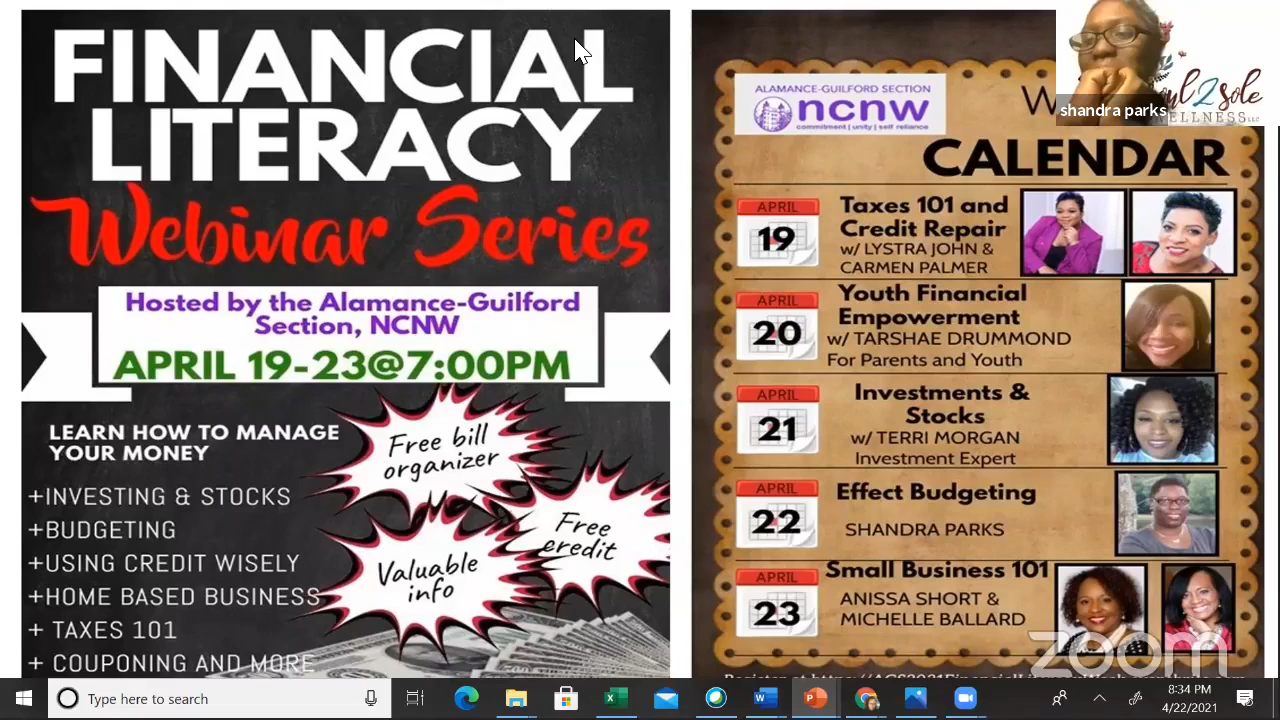 FINANCIAL
LITERACY
Webinar Series
Hosted by the Alamance-Guilford
Section, NCNW
APRIL 19-23@7:00PM
LEARN HOW TO MANAGE
YOUR MONEY
+INVESTING & STOCKS
+BUDGETING
+USING CREDIT WISELY
+HOME BASED BUSINESS
+ TAXES 101
+ COUPONING AND MORE
Free bill
organizer
Free
credit
Valuable
info
ALAMANCE-GUILFORD SECTION
ncnw
commitment | unity | self reliance
CALENDAR
shandra parks
2 sole
WELLNESS LLC
APRIL
19
Taxes 101 and
Credit Repair
w/ LYSTRA JOHN &
CARMEN PALMER
APRIL
20
Youth Financial
Empowerment
w/ TARSHAE DRUMMOND
For Parents and Youth
APRIL
21
Investments &
Stocks
w/ TERRI MORGAN
Investment Expert
APRIL
22
Effect Budgeting
SHANDRA PARKS
APRIL
23
Small Business 101
ANISSA SHORT &
MICHELLE BALLARD
zoom
Type here to search
8:34 PM
4/22/2021